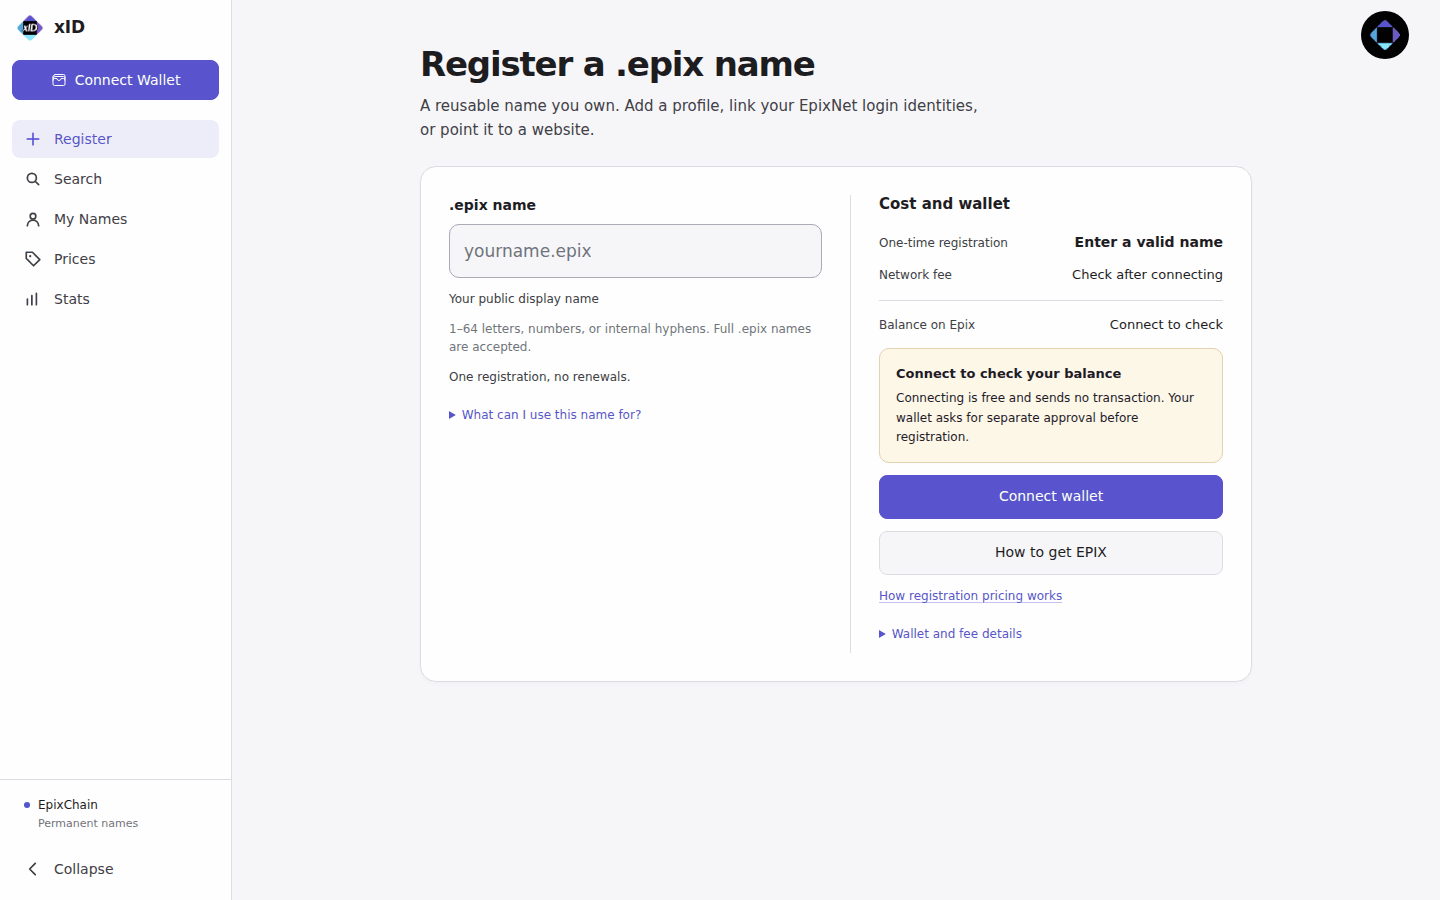 xID
xID
Connect Wallet
Register
Search
My Names
Prices
Stats
EpixChain
Permanent names
Collapse
Register a .epix name
A reusable name you own. Add a profile, link your EpixNet login identities,
or point it to a website.
.epix name
yourname.epix
Your public display name
1–64 letters, numbers, or internal hyphens. Full .epix names
are accepted.
One registration, no renewals.
What can I use this name for?
Cost and wallet
One-time registration Enter a valid name
Network fee Check after connecting
Balance on Epix Connect to check
Connect to check your balance
Connecting is free and sends no transaction. Your
wallet asks for separate approval before
registration.
Connect wallet
How to get EPIX
How registration pricing works
Wallet and fee details